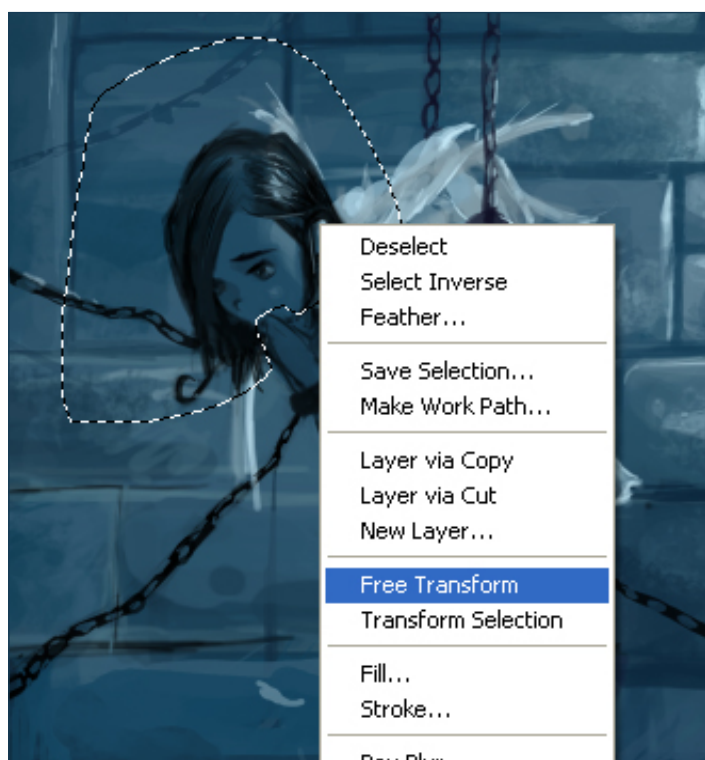 Deselect
Select Inverse
Feather...
Save Selection...
Make Work Path...
Layer via Copy
Layer via Cut
New Layer...
Free Transform
Transform Selection
Fill...
Stroke...